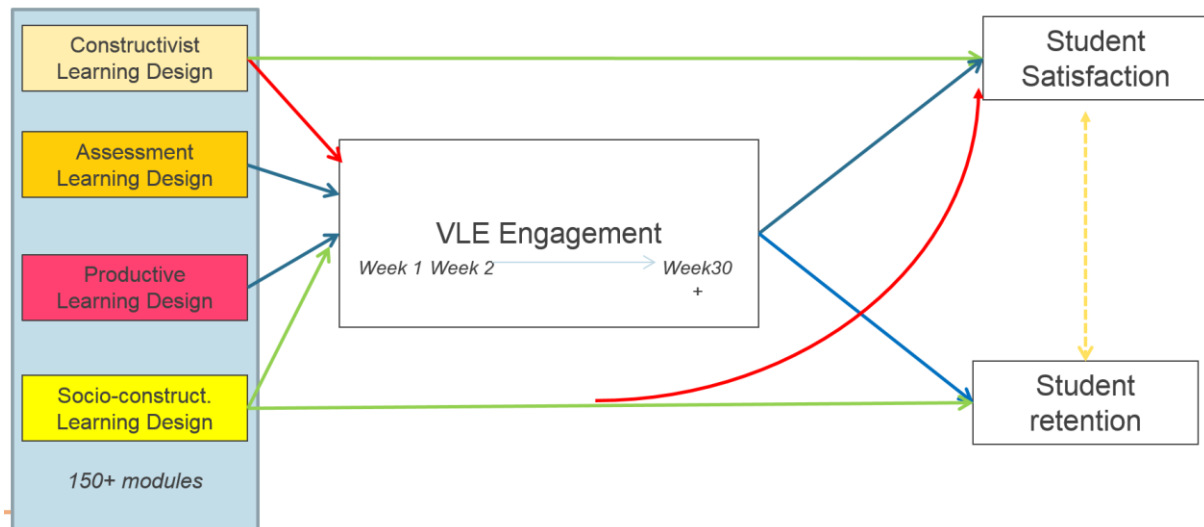 Constructivist
Learning Design
Assessment
Learning Design
Productive
Learning Design
Socio-construct.
Learning Design
150+ modules
VLE Engagement
Week 1 Week 2 Week30
+
Student
Satisfaction
Student
retention